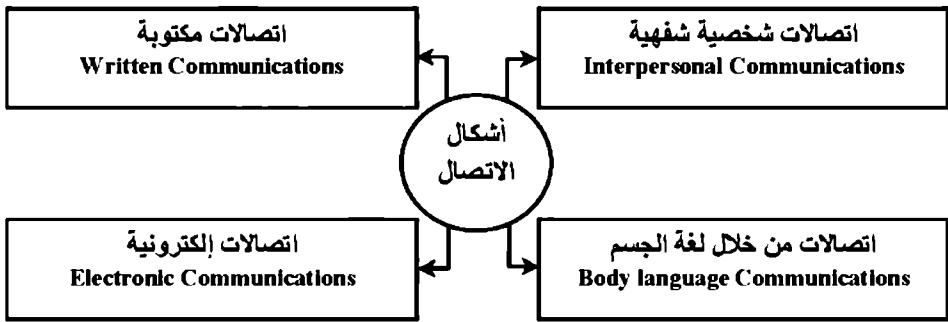 اتصالات شخصية شفهية
Interpersonal Communications
اتصالات مكتوبة
Written Communications
أشكال
الاتصال
اتصالات من خلال لغة الجسم
Body language Communications
اتصالات إلكترونية
Electronic Communications